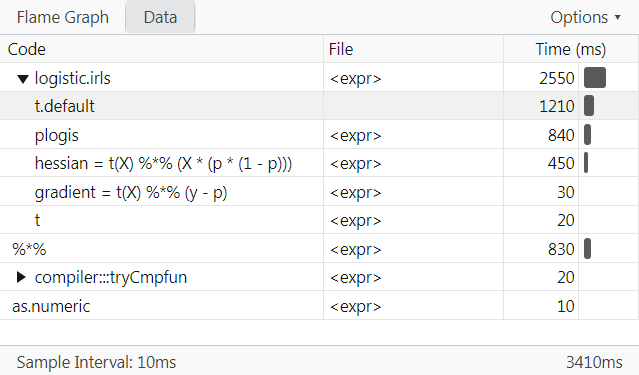 Flame Graph Data Options ▾
Code File Time (ms)
▼ logistic.irls <expr> 2550
t.default 1210
plogis <expr> 840
hessian = t(X) %*% (X * (p * (1 - p))) <expr> 450
gradient = t(X) %*% (y - p) <expr> 30
t <expr> 20
%*% <expr> 830
▶ compiler:::tryCmpfun <expr> 20
as.numeric <expr> 10
Sample Interval: 10ms 3410ms